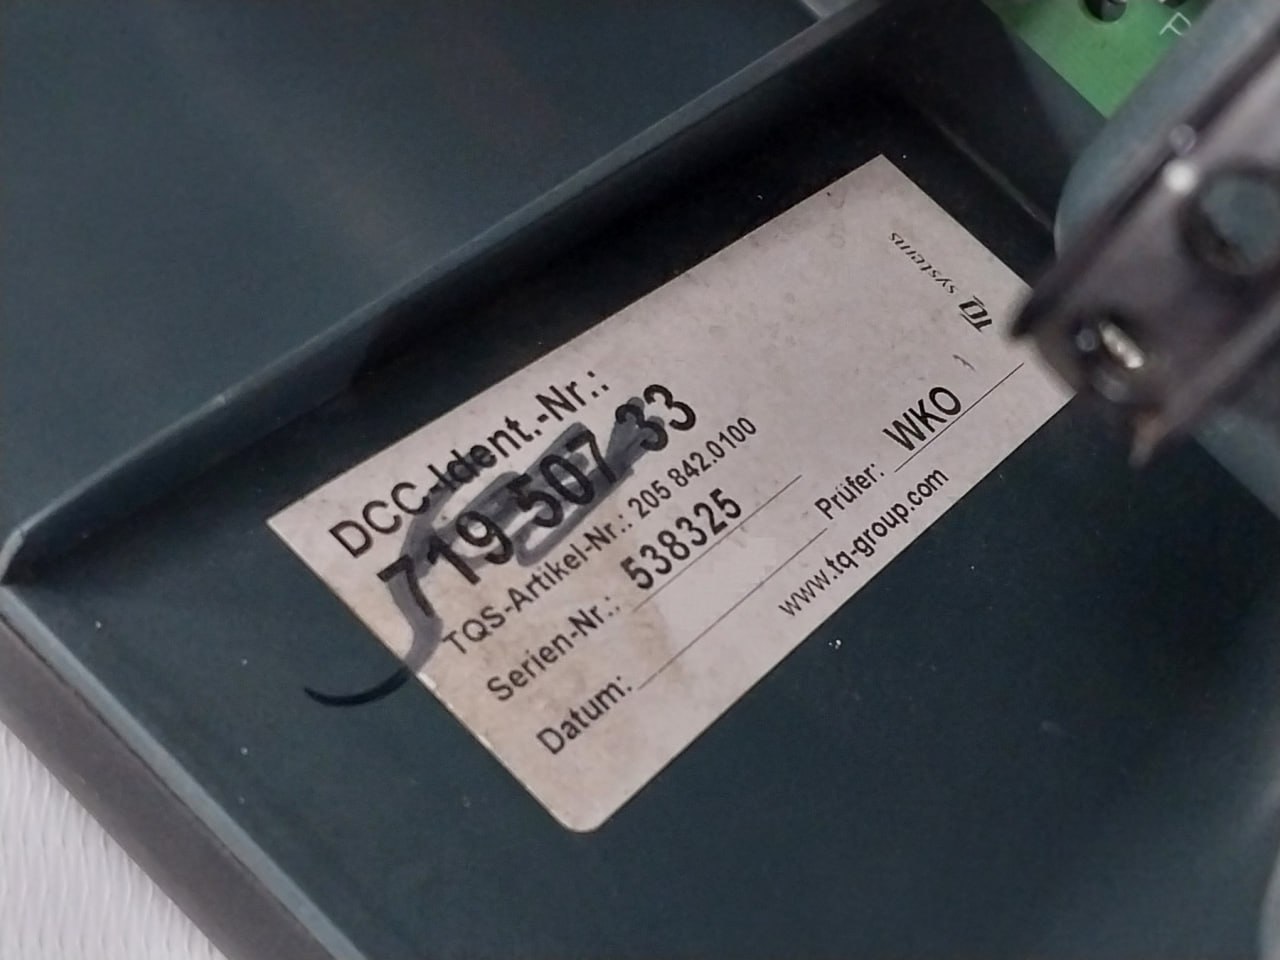 TQ systems
DCC-Ident.-Nr.:
719 507 33
TQS-Artikel-Nr.: 205 842.0100
Serien-Nr.: 538325
Datum: Prüfer: WKO
www.tq-group.com